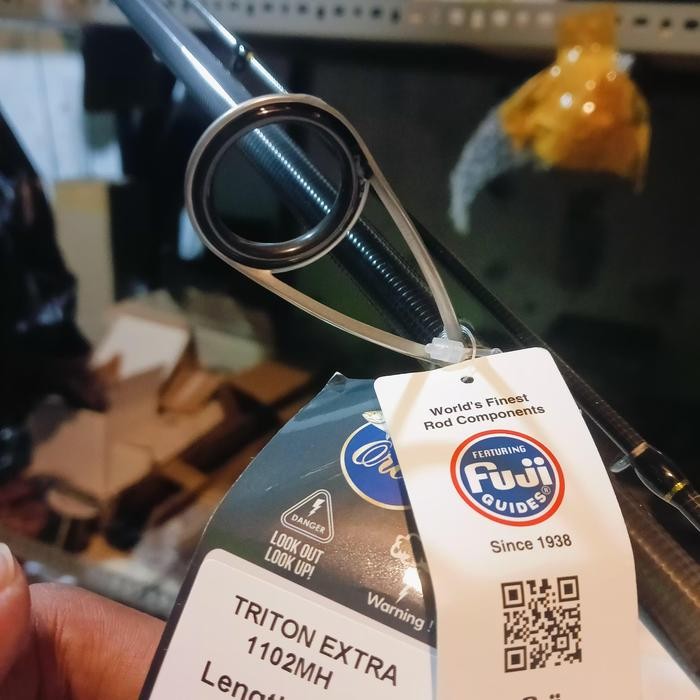 World's Finest
Rod Components
FEATURING
Fuji
GUIDES®
Since 1938
DANGER
LOOK OUT
LOOK UP!
Warning !
TRITON EXTRA
1102MH